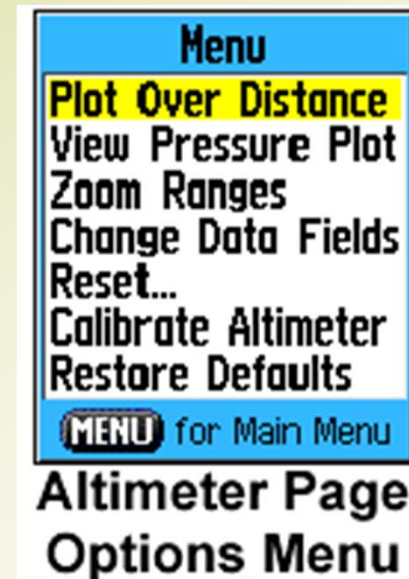 Menu
Plot Over Distance
View Pressure Plot
Zoom Ranges
Change Data Fields
Reset...
Calibrate Altimeter
Restore Defaults
MENU for Main Menu
Altimeter Page
Options Menu